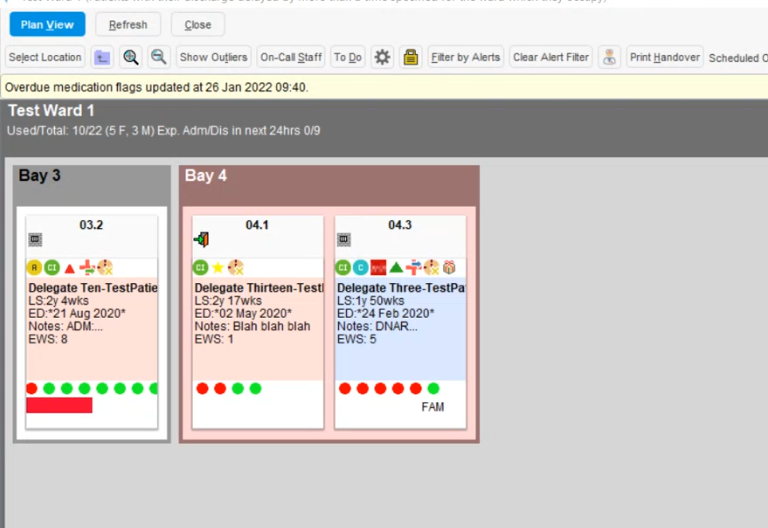 Plan View Refresh Close
Select Location Show Outliers On-Call Staff To Do Filter by Alerts Clear Alert Filter Print Handover Scheduled
Overdue medication flags updated at 26 Jan 2022 09:40.
Test Ward 1
Used/Total: 10/22 (5 F, 3 M) Exp. Adm/Dis in next 24hrs 0/9
Bay 3
03.2
R CI
Delegate Ten-TestPatie
LS:2y 4wks
ED:*21 Aug 2020*
Notes: ADM:...
EWS: 8
Bay 4
04.1
CI
Delegate Thirteen-Test
LS:2y 17wks
ED:*02 May 2020*
Notes: Blah blah blah
EWS: 1
04.3
CI C
Delegate Three-TestPa
LS:1y 50wks
ED:*24 Feb 2020*
Notes: DNAR...
EWS: 5
FAM